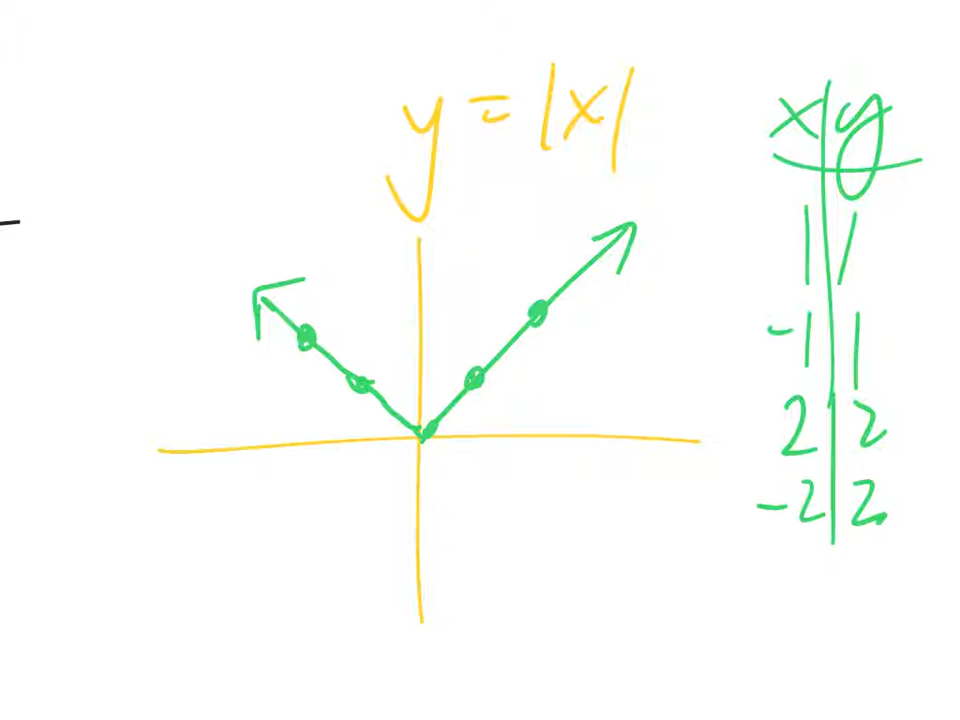 y = |x|
x | y
1 | 1
-1 | 1
2 | 2
-2 | 2